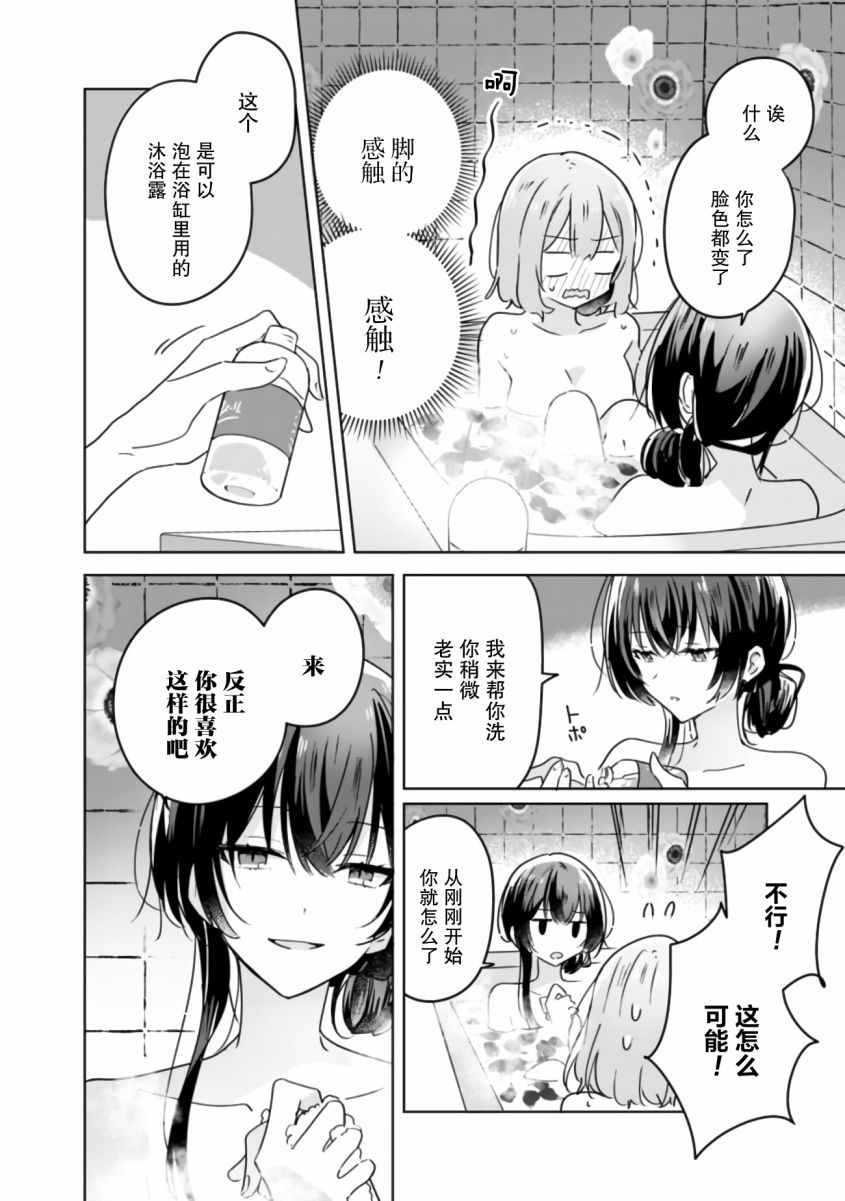 诶
什么
你怎么了
脸色都变了
啊
脚的
感触
感触！
这个
是可以
泡在浴缸里用的
沐浴露
我来帮你洗
你稍微
老实一点
トポ
不行！
这怎么
可能！
从刚刚开始
你就怎么了
来
反正
你很喜欢
这样的吧